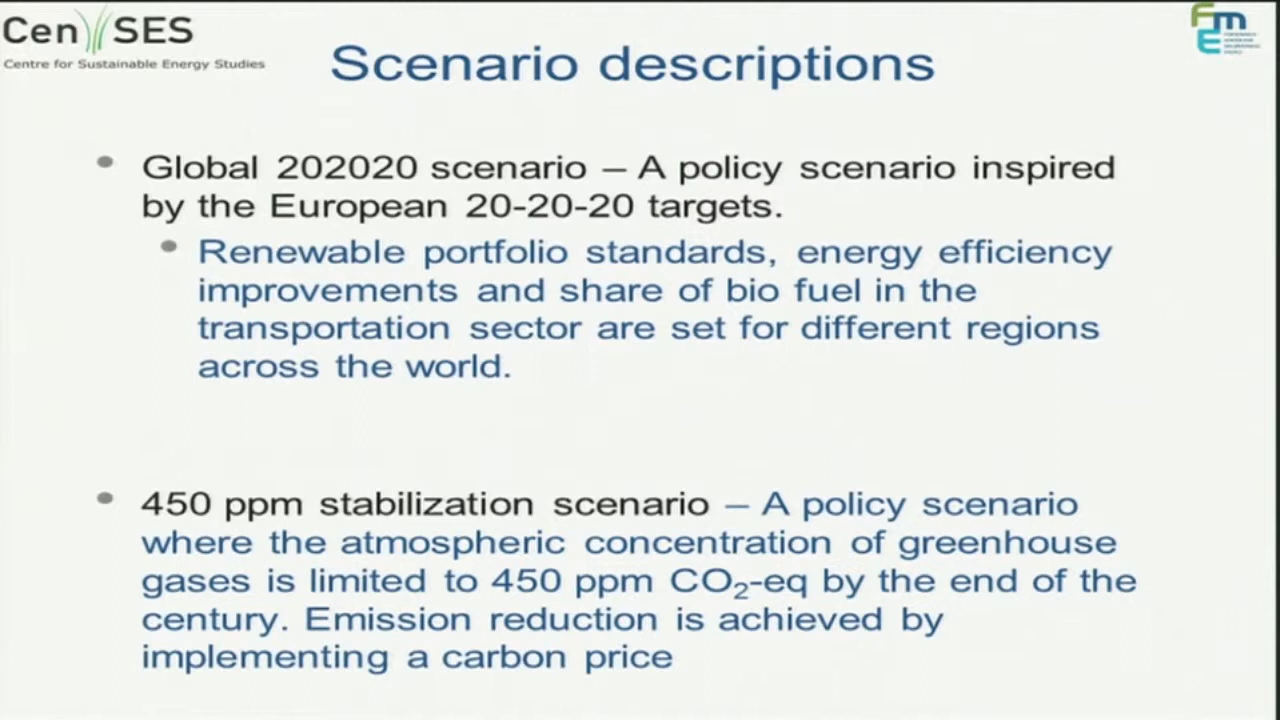 CenSES
Centre for Sustainable Energy Studies
FME
Scenario descriptions
Global 202020 scenario – A policy scenario inspired
by the European 20-20-20 targets.
Renewable portfolio standards, energy efficiency
improvements and share of bio fuel in the
transportation sector are set for different regions
across the world.
450 ppm stabilization scenario – A policy scenario
where the atmospheric concentration of greenhouse
gases is limited to 450 ppm CO₂-eq by the end of the
century. Emission reduction is achieved by
implementing a carbon price